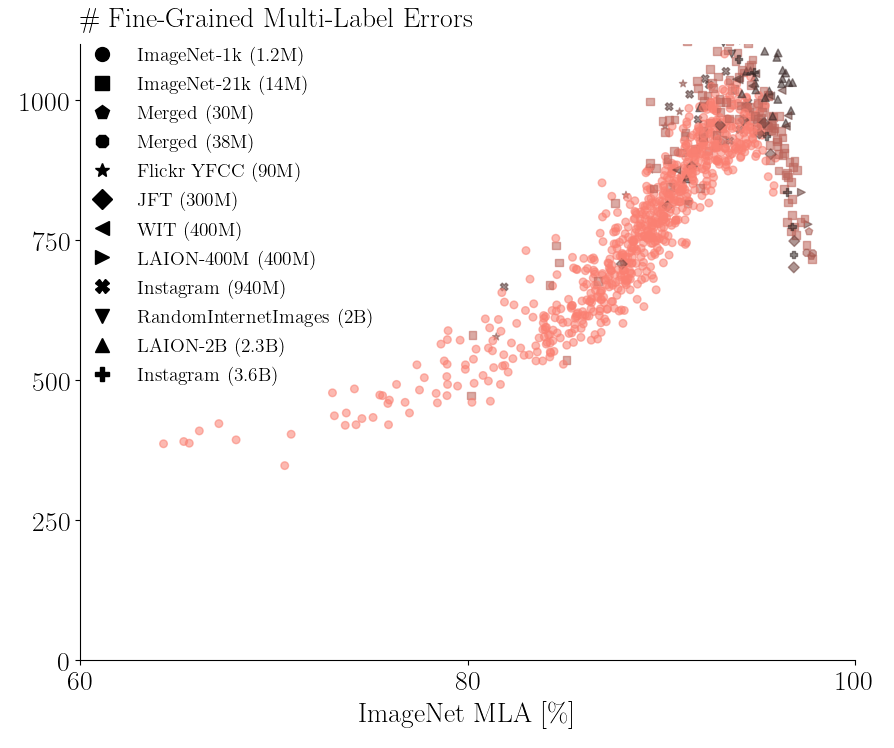 # Fine-Grained Multi-Label Errors
ImageNet-1k (1.2M)
ImageNet-21k (14M)
Merged (30M)
Merged (38M)
Flickr YFCC (90M)
JFT (300M)
WIT (400M)
LAION-400M (400M)
Instagram (940M)
RandomInternetImages (2B)
LAION-2B (2.3B)
Instagram (3.6B)
1000
750
500
250
0
60
80
100
ImageNet MLA [%]